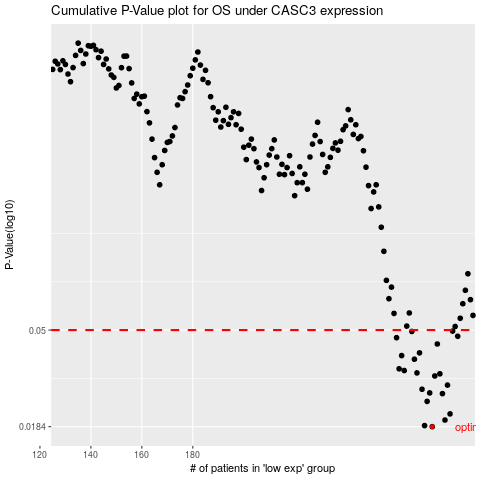 Cumulative P-Value plot for OS under CASC3 expression
P-Value(log10)
0.05
0.0184
optir
120 140 160 180
# of patients in 'low exp' group